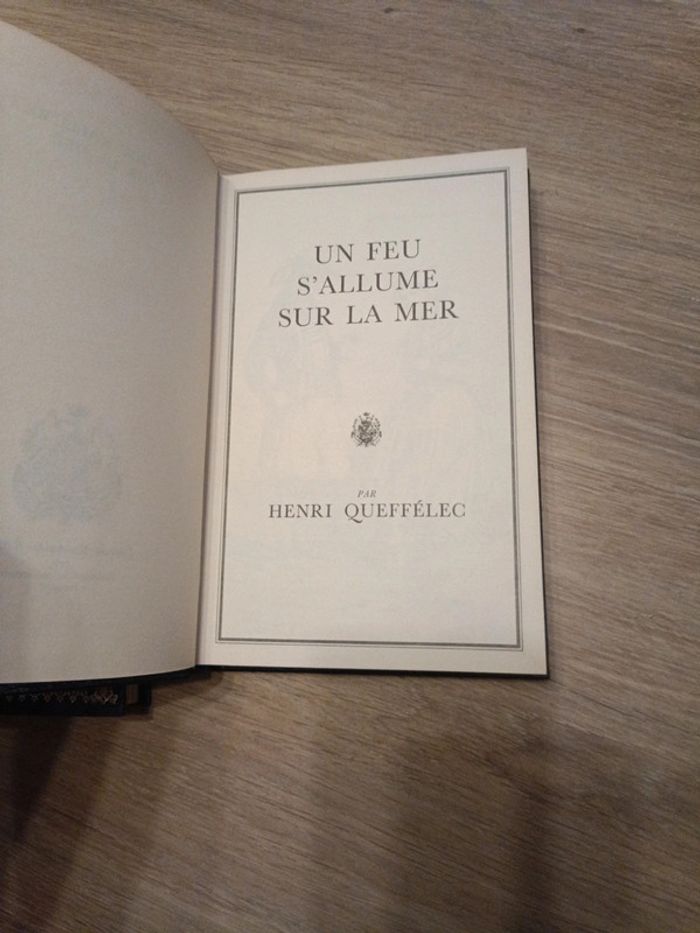 UN FEU
S'ALLUME
SUR LA MER
PAR
HENRI QUEFFÉLEC